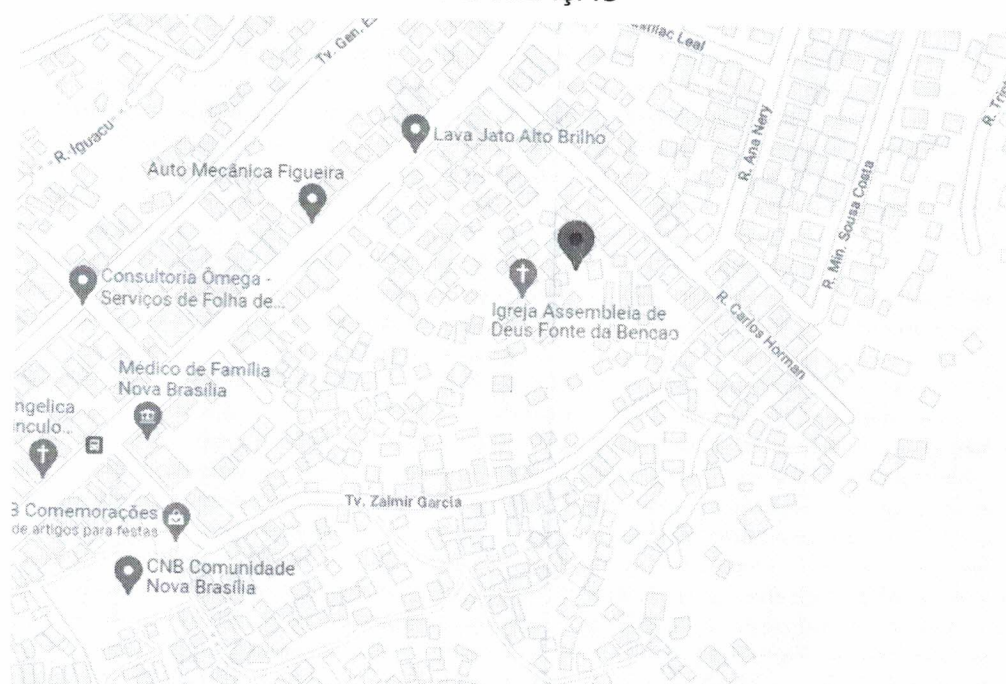 Tv. Gen.
Leal
R. Iguacu
Lava Jato Alto Brilho
R. Ana Nery
Auto Mecânica Figueira
R. Min. Sousa Costa
Consultoria Ômega -
Serviços de Folha de...
Igreja Assembleia de
Deus Fonte da Bencao
R. Carlos Horman
Médico de Família
Nova Brasília
ngelica
inculo...
Tv. Zalmir Garcia
B Comemorações
de artigos para festas
CNB Comunidade
Nova Brasília